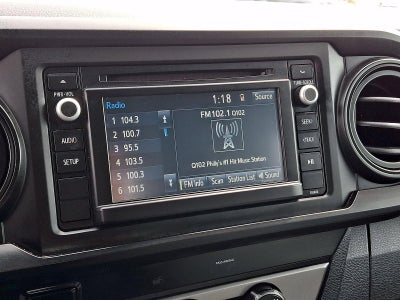 PWR•VOL
AUDIO
SETUP
1:18
Source
Radio
FM102.1 Q102
1 104.3
2 100.7
3 95.5
4 103.5
5 100.3
6 101.5
Q102 Philly's #1 Hit Music Station
FM Info
Scan
Station List
Sound
TUNE•SCROLL
SEEK
TRACK